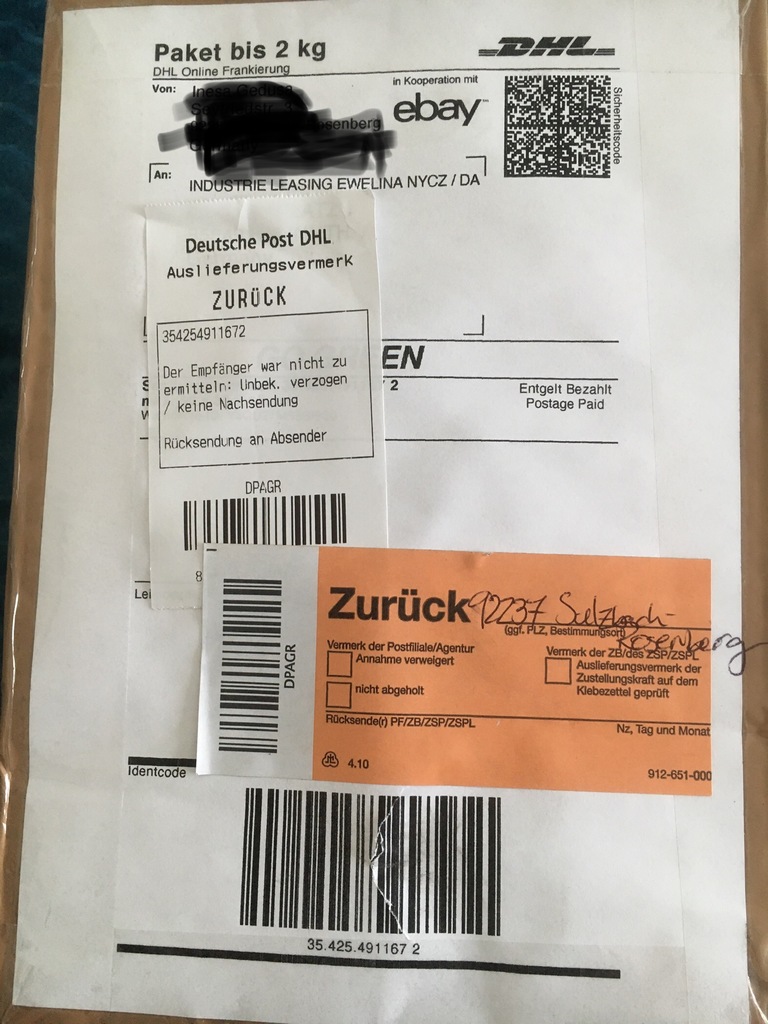 Paket bis 2 kg
DHL
DHL Online Frankierung
Von:
in Kooperation mit
ebay
Sicherheitscode
osenberg
An:
INDUSTRIE LEASING EWELINA NYCZ / DA
Deutsche Post DHL
Auslieferungsvermerk
ZURÜCK
354254911672
Der Empfänger war nicht zu
ermitteln: Unbek. verzogen
/ keine Nachsendung
Rücksendung an Absender
EN
2
Entgelt Bezahlt
Postage Paid
DPAGR
8
Lei
DPAGR
Zurück 92237 Sulzbach-
Rosenberg
(ggf. PLZ, Bestimmungsort)
Vermerk der Postfiliale/Agentur
Annahme verweigert
nicht abgeholt
Vermerk der ZB/des ZSP/ZSPL
Auslieferungsvermerk der
Zustellungskraft auf dem
Klebezettel geprüft
Rücksende(r) PF/ZB/ZSP/ZSPL
Nz, Tag und Monat
4.10
912-651-000
Identcode
35.425.491167 2